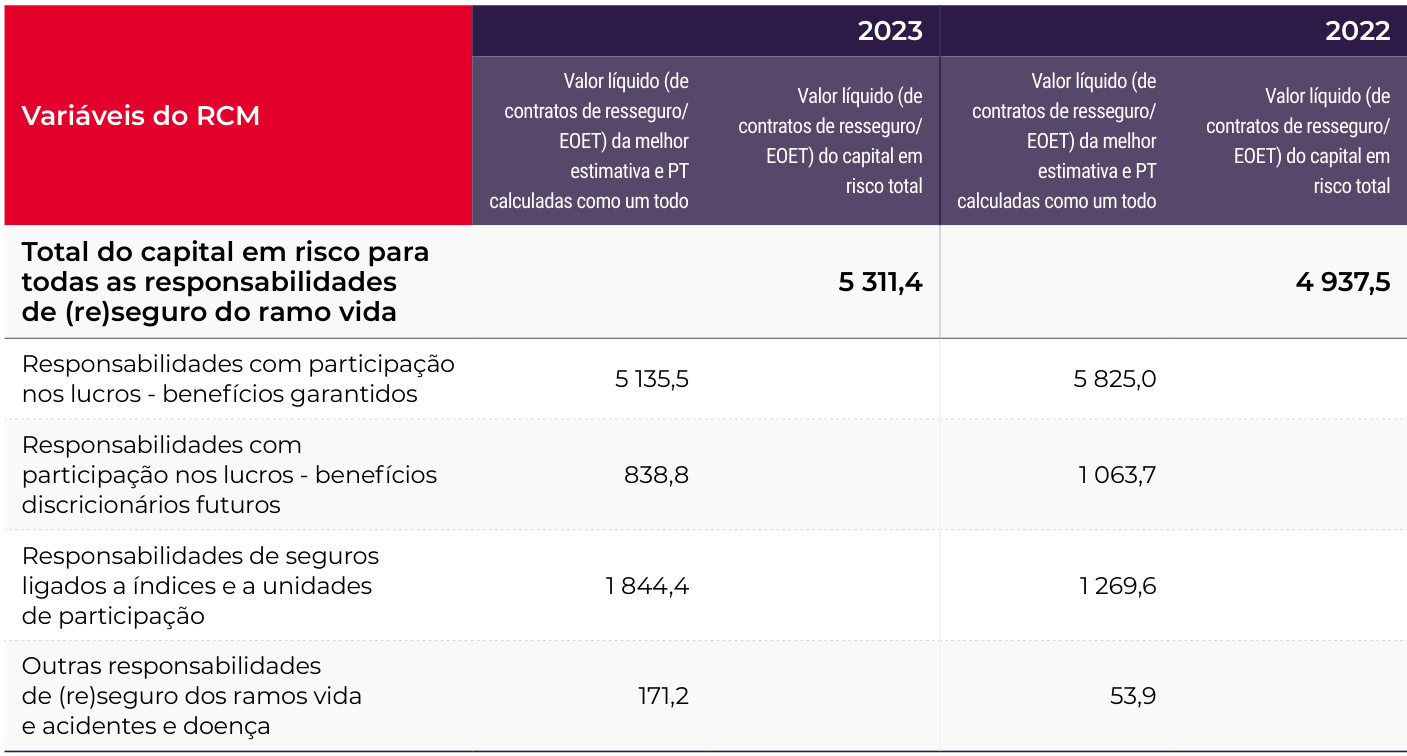 Variáveis do RCM
2023
2022
Valor líquido (de
contratos de resseguro/
EOET) da melhor
estimativa e PT
calculadas como um todo
Valor líquido (de
contratos de resseguro/
EOET) do capital em
risco total
Valor líquido (de
contratos de resseguro/
EOET) da melhor
estimativa e PT
calculadas como um todo
Valor líquido (de
contratos de resseguro/
EOET) do capital em
risco total
Total do capital em risco para
todas as responsabilidades
de (re)seguro do ramo vida
5 311,4
4 937,5
Responsabilidades com participação
nos lucros - benefícios garantidos
5 135,5
5 825,0
Responsabilidades com
participação nos lucros - benefícios
discricionários futuros
838,8
1 063,7
Responsabilidades de seguros
ligados a índices e a unidades
de participação
1 844,4
1 269,6
Outras responsabilidades
de (re)seguro dos ramos vida
e acidentes e doença
171,2
53,9